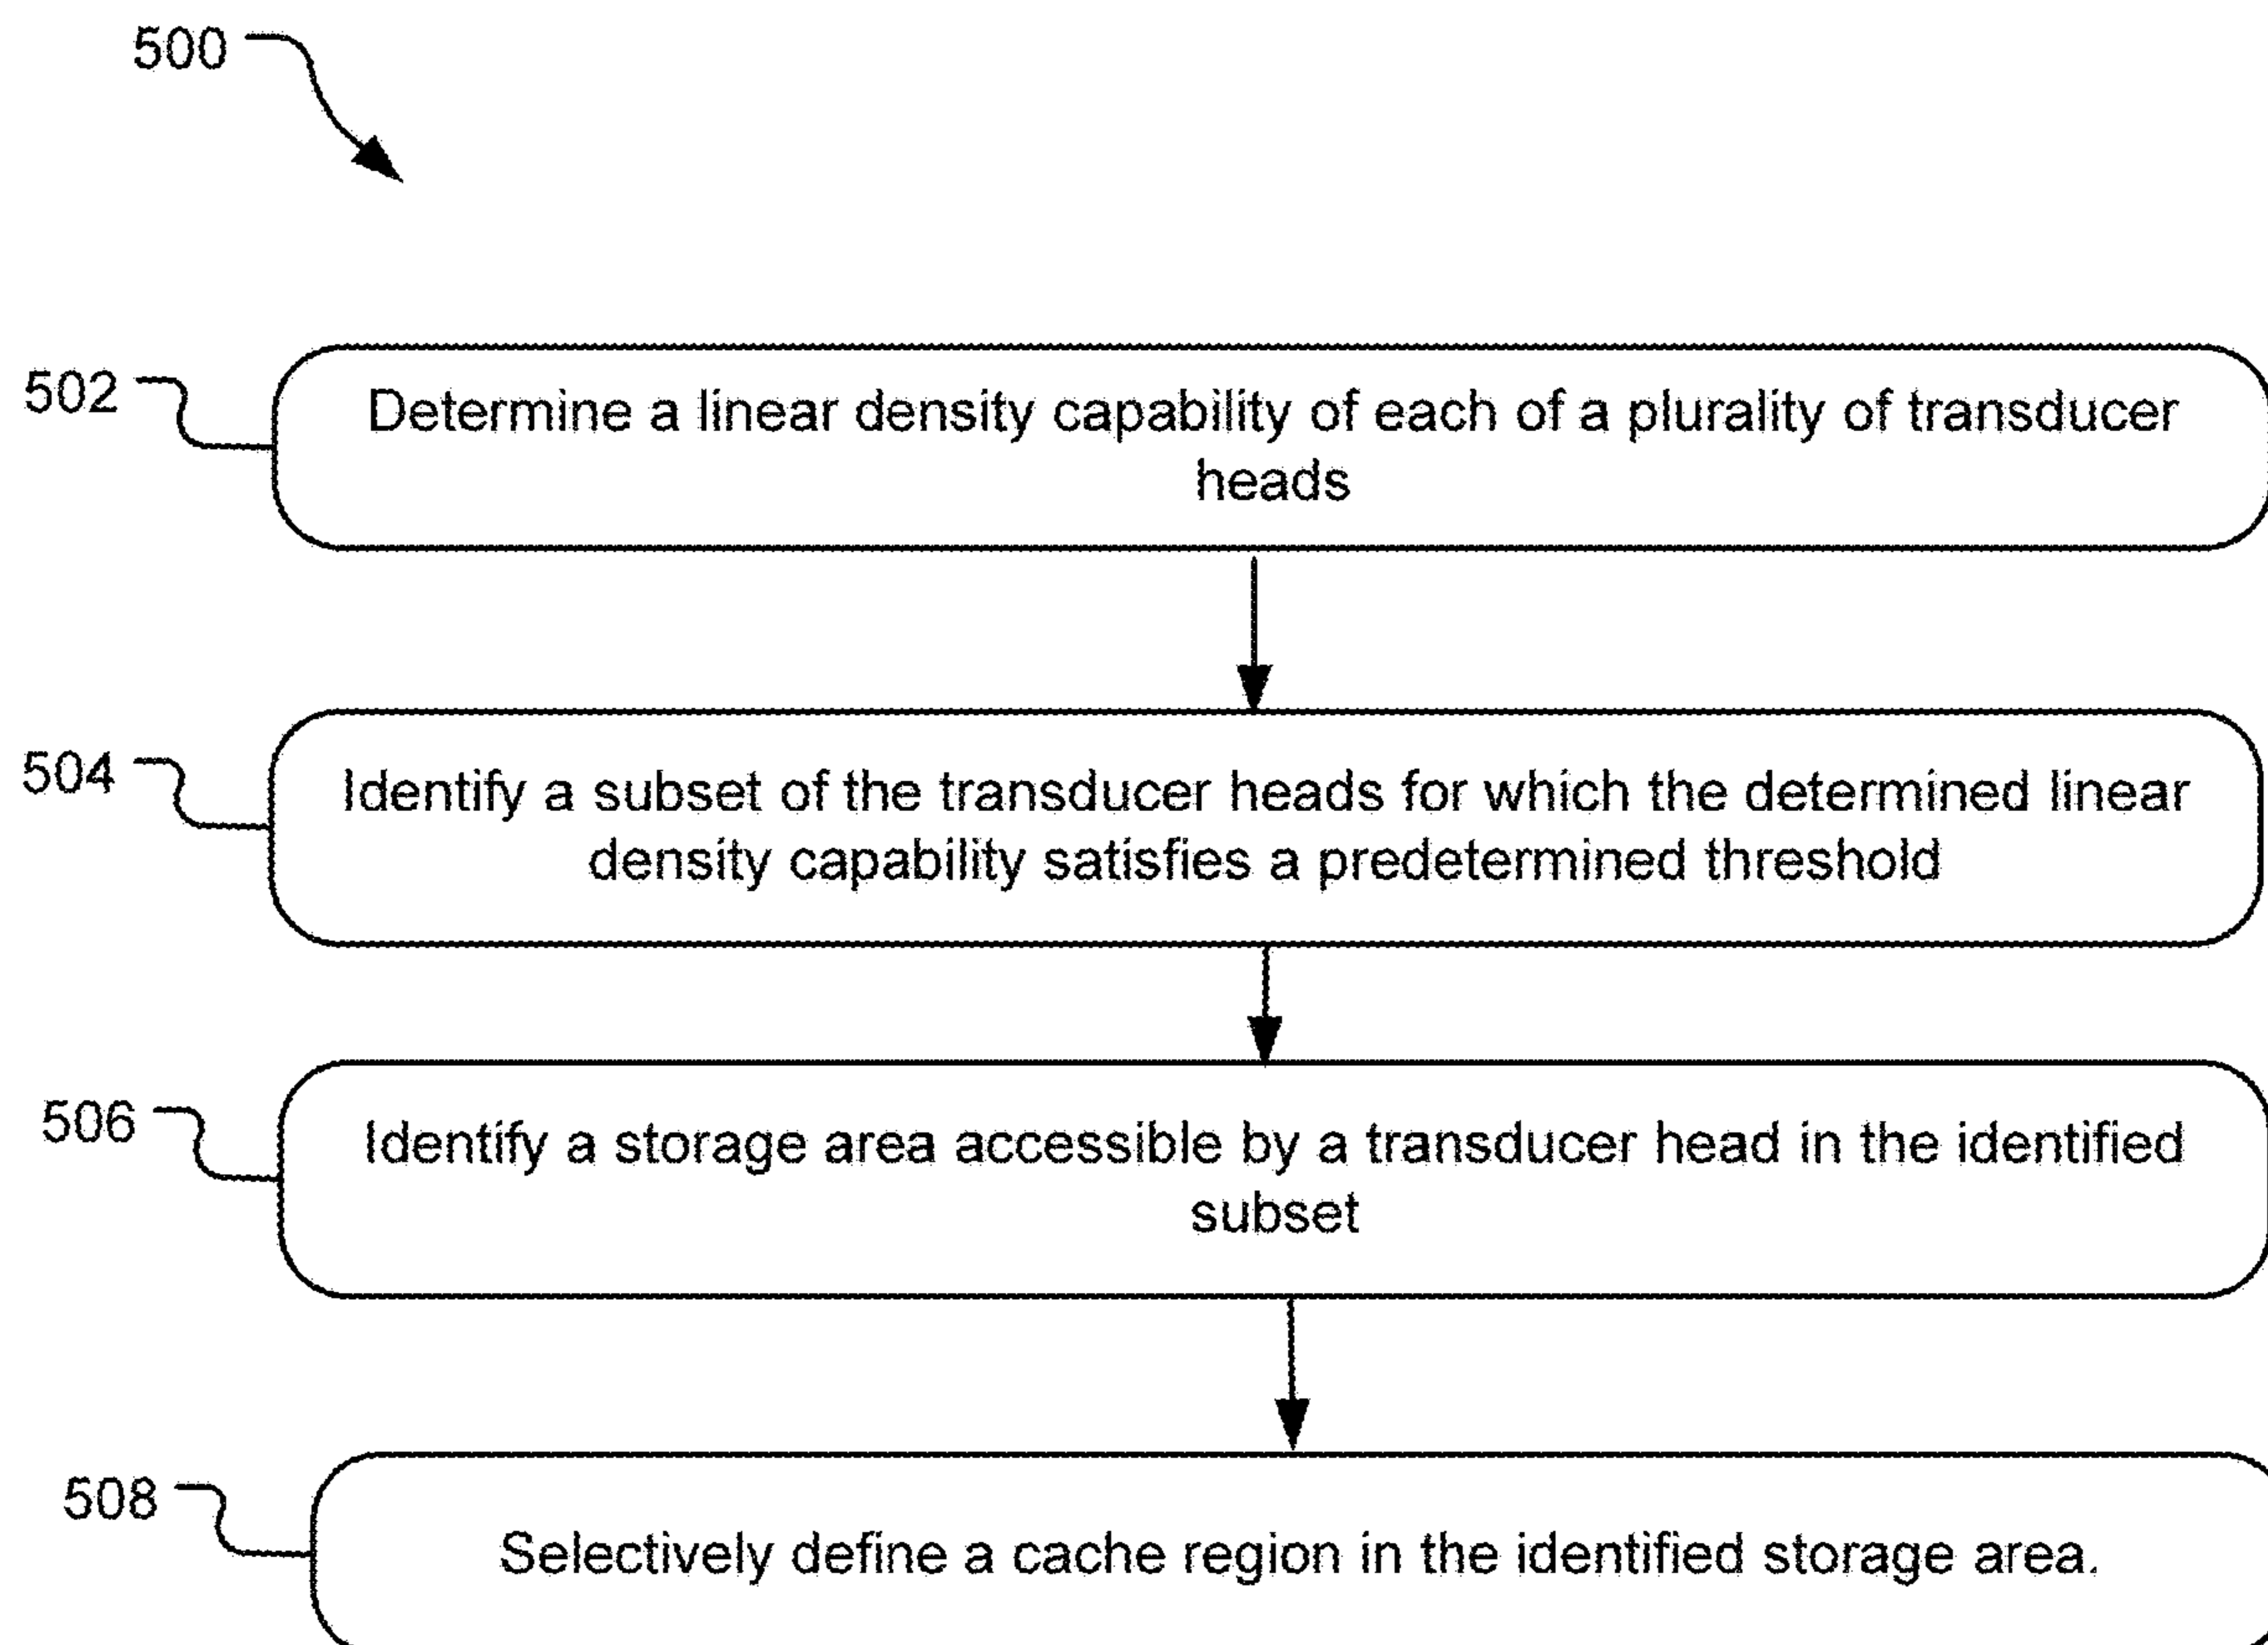 500
502
Determine a linear density capability of each of a plurality of transducer
heads
504
Identify a subset of the transducer heads for which the determined linear
density capability satisfies a predetermined threshold
506
Identify a storage area accessible by a transducer head in the identified
subset
508
Selectively define a cache region in the identified storage area.